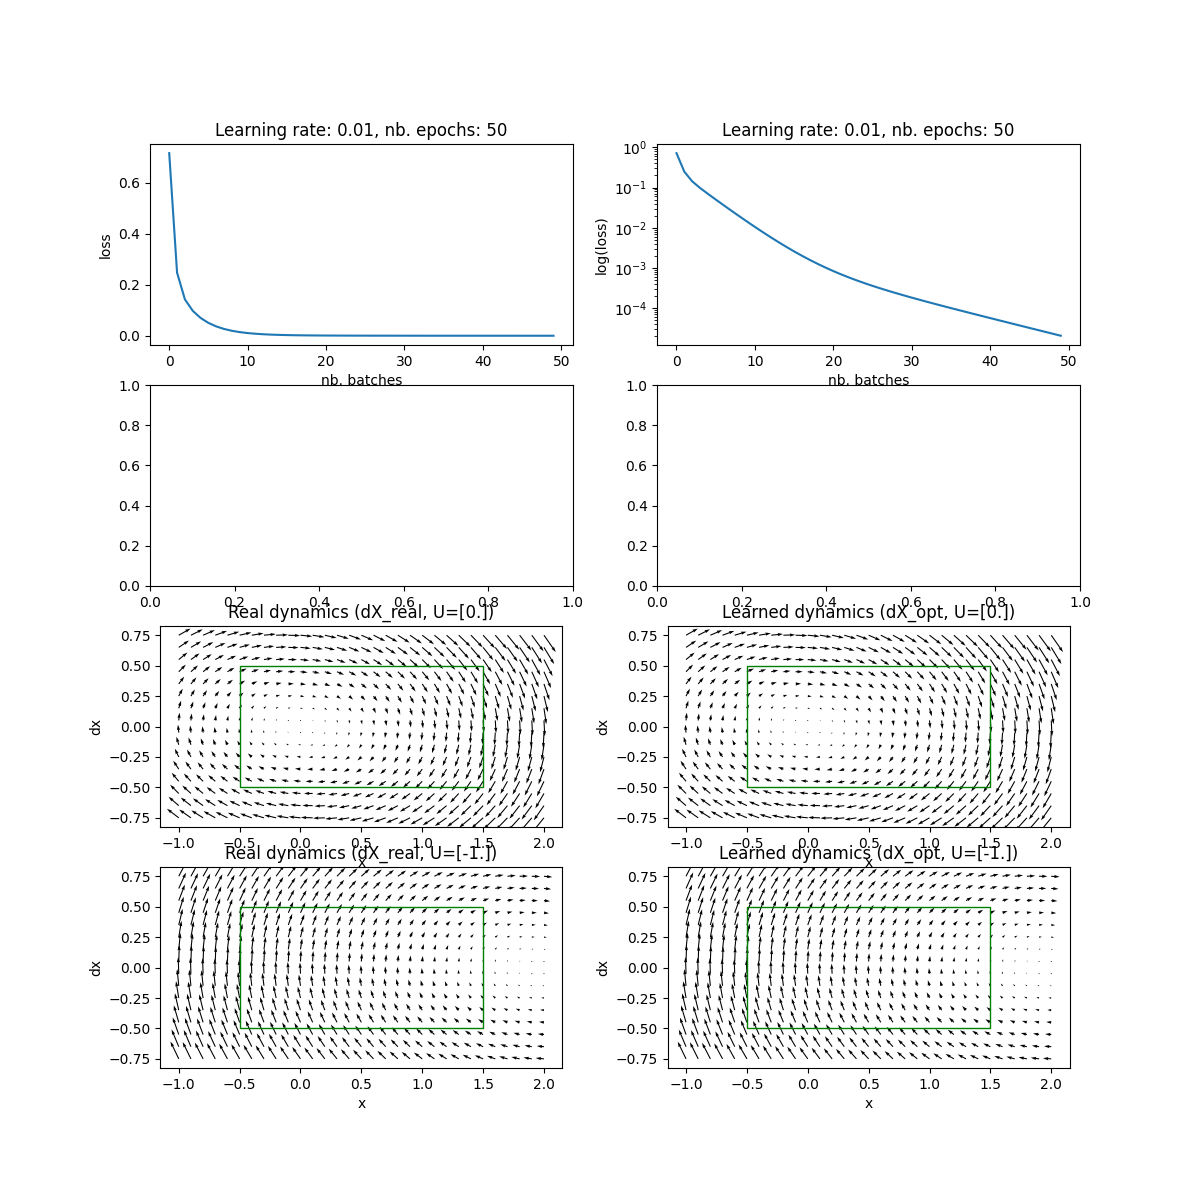 Learning rate: 0.01, nb. epochs: 50
loss
0.6
0.4
0.2
0.0
0 10 20 30 40 50
nb. batches
Learning rate: 0.01, nb. epochs: 50
log(loss)
10⁰
10⁻¹
10⁻²
10⁻³
10⁻⁴
0 10 20 30 40 50
nb. batches
1.0
0.8
0.6
0.4
0.2
0.0
0.0 0.2 0.4 0.6 0.8 1.0
1.0
0.8
0.6
0.4
0.2
0.0
0.0 0.2 0.4 0.6 0.8 1.0
Real dynamics (dX_real, U=[0.])
dx
0.75
0.50
0.25
0.00
−0.25
−0.50
−0.75
−1.0 −0.5 0.0 0.5 1.0 1.5 2.0
x
Learned dynamics (dX_opt, U=[0.])
dx
0.75
0.50
0.25
0.00
−0.25
−0.50
−0.75
−1.0 −0.5 0.0 0.5 1.0 1.5 2.0
x
Real dynamics (dX_real, U=[-1.])
dx
0.75
0.50
0.25
0.00
−0.25
−0.50
−0.75
−1.0 −0.5 0.0 0.5 1.0 1.5 2.0
x
Learned dynamics (dX_opt, U=[-1.])
dx
0.75
0.50
0.25
0.00
−0.25
−0.50
−0.75
−1.0 −0.5 0.0 0.5 1.0 1.5 2.0
x